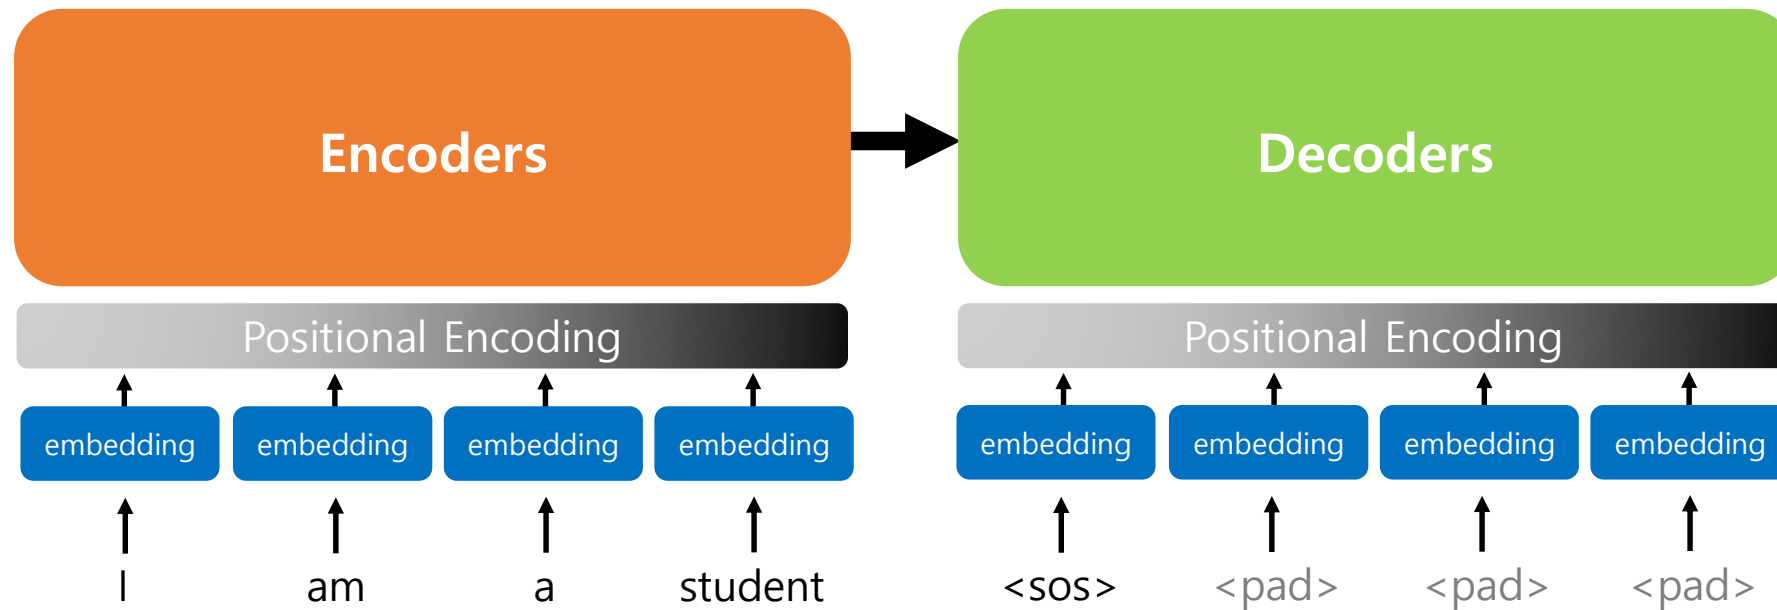 Encoders
Decoders
Positional Encoding
Positional Encoding
embedding embedding embedding embedding
embedding embedding embedding embedding
I am a student
<sos> <pad> <pad> <pad>